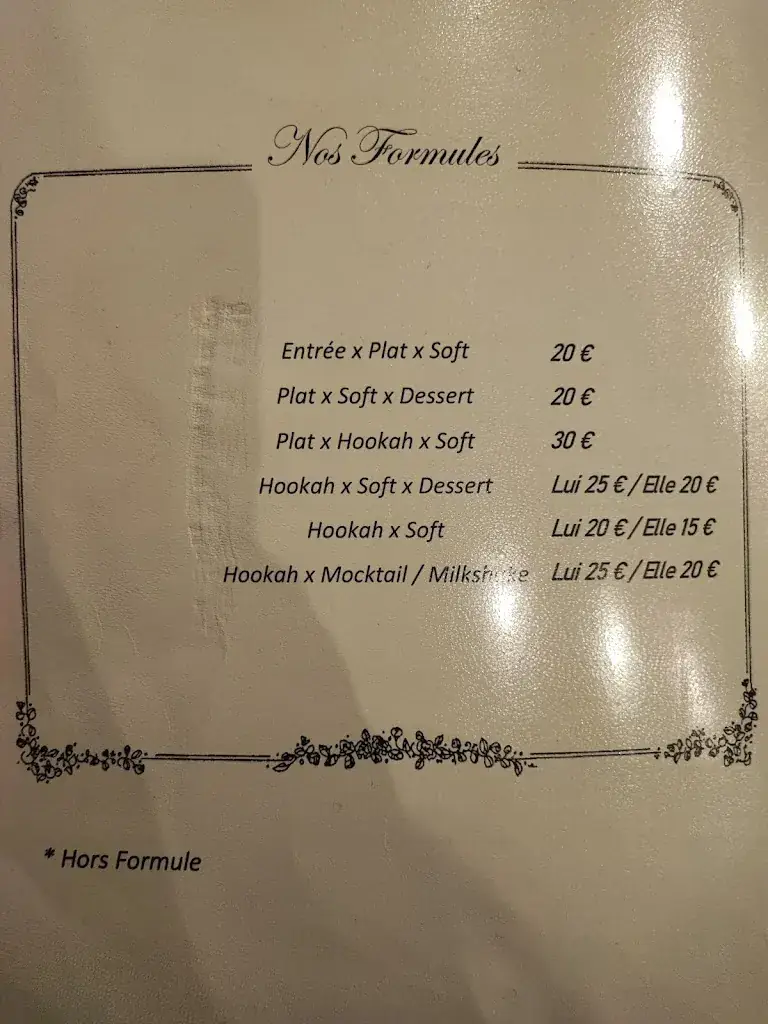 Nos Formules
Entrée x Plat x Soft 20 €
Plat x Soft x Dessert 20 €
Plat x Hookah x Soft 30 €
Hookah x Soft x Dessert Lui 25 € / Elle 20 €
Hookah x Soft Lui 20 € / Elle 15 €
Hookah x Mocktail / Milkshake Lui 25 € / Elle 20 €
* Hors Formule